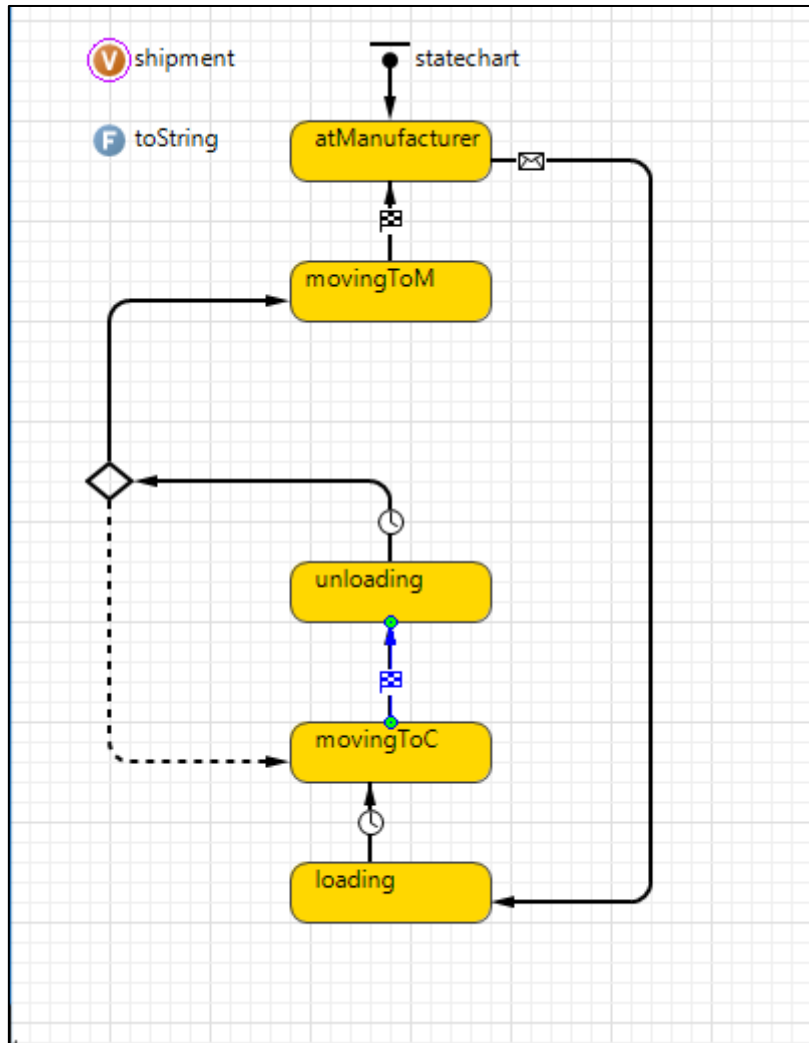 V shipment
statechart
F toString
atManufacturer
movingToM
unloading
movingToC
loading